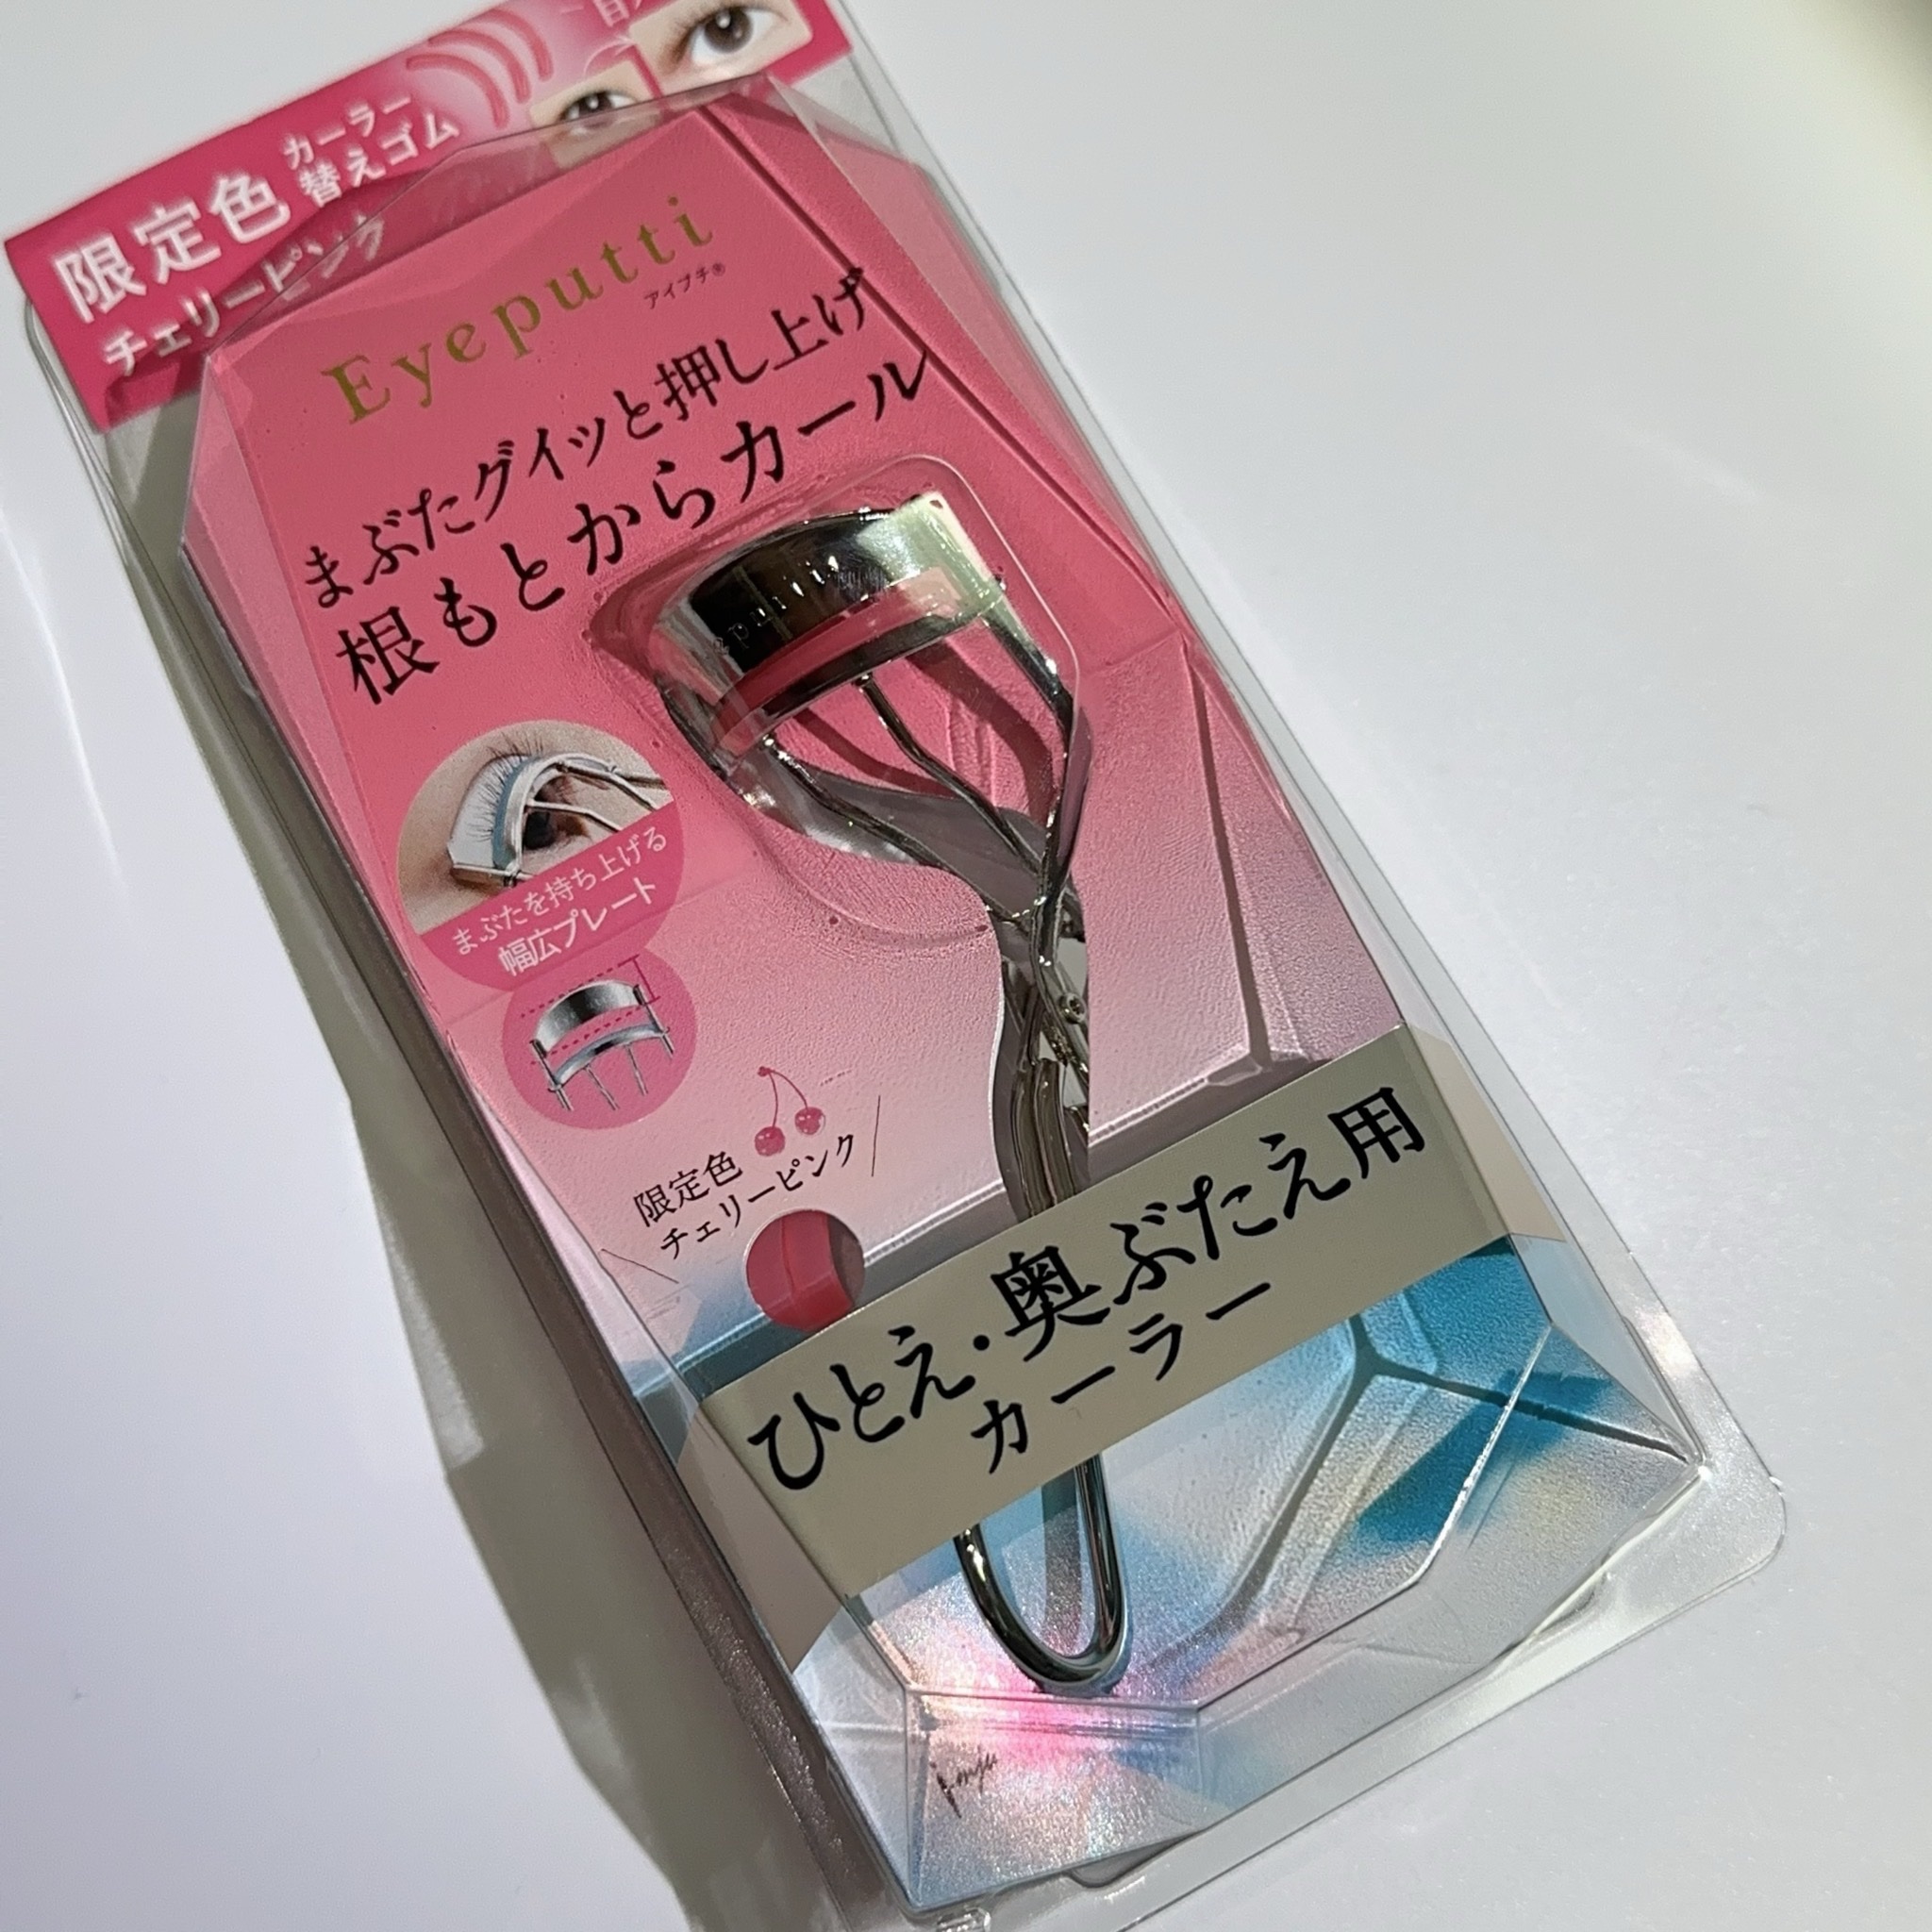 限定色
カーラー
替えゴム
チェリーピンク
Eyeputti
アイプチ®
まぶたグイッと押し上げ
根もとからカール
まぶたを持ち上げる
幅広プレート
限定色
チェリーピンク
ひとえ・奥ぶたえ用
カーラー